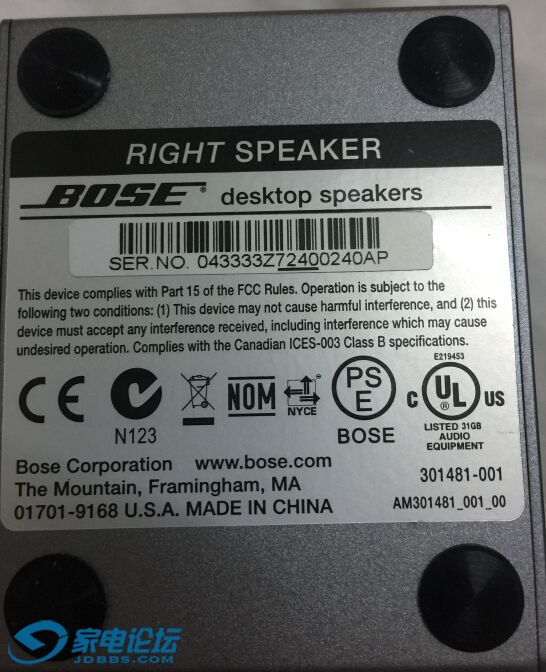 RIGHT SPEAKER
BOSE® desktop speakers
SER.NO. 043333Z72400240AP
This device complies with Part 15 of the FCC Rules. Operation is subject to the
following two conditions: (1) This device may not cause harmful interference, and (2) this
device must accept any interference received, including interference which may cause
undesired operation. Complies with the Canadian ICES-003 Class B specifications.
E219453
CE
N123
NOM
NYCE
PS
E
BOSE
C UL® US
LISTED 31GB
AUDIO
EQUIPMENT
Bose Corporation www.bose.com
The Mountain, Framingham, MA
01701-9168 U.S.A. MADE IN CHINA
301481-001
AM301481_001_00
家电论坛
JDBBS.COM